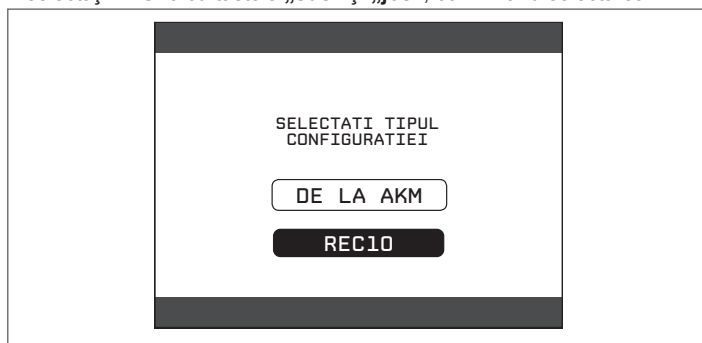 SELECTATI TIPUL
CONFIGURATIEI
DE LA AKM
REC10